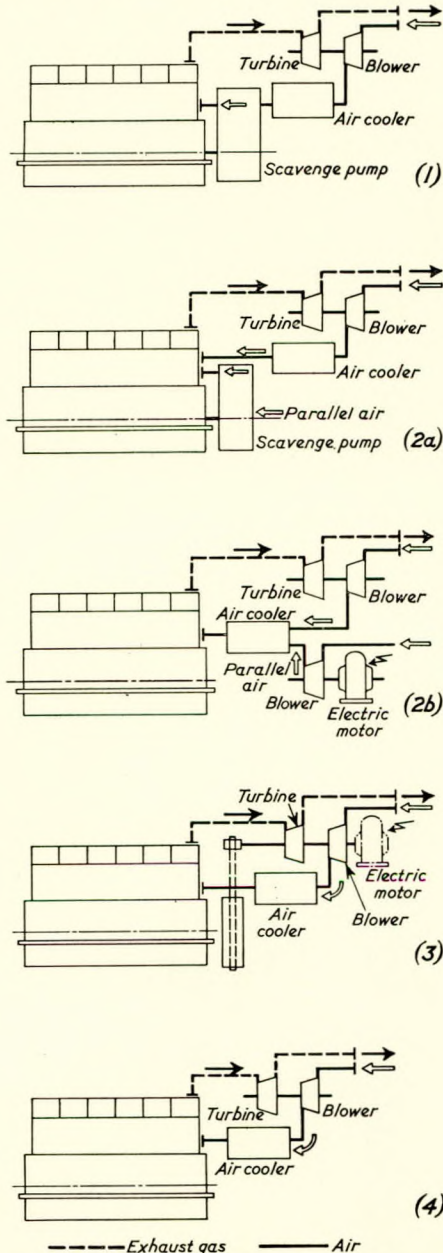 Turbine
Blower
Air cooler
Scavenge pump
(1)
Turbine
Blower
Air cooler
Parallel air
Scavenge pump
(2a)
Turbine
Blower
Air cooler
Parallel
air
Blower
Electric
motor
(2b)
Turbine
Electric
motor
Air
cooler
Blower
(3)
Turbine
Blower
Air cooler
(4)
Exhaust gas
Air